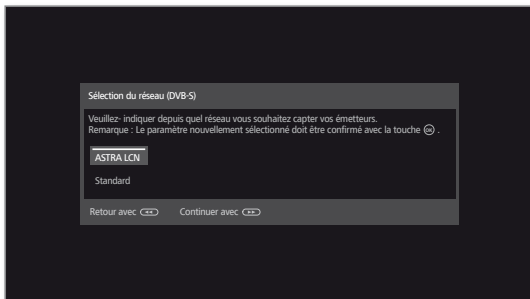 Sélection du réseau (DVB-S)
Veuillez- indiquer depuis quel réseau vous souhaitez capter vos émetteurs.
Remarque : Le paramètre nouvellement sélectionné doit être confirmé avec la touche OK .
ASTRA LCN
Standard
Retour avec ◄◄ Continuer avec ►►